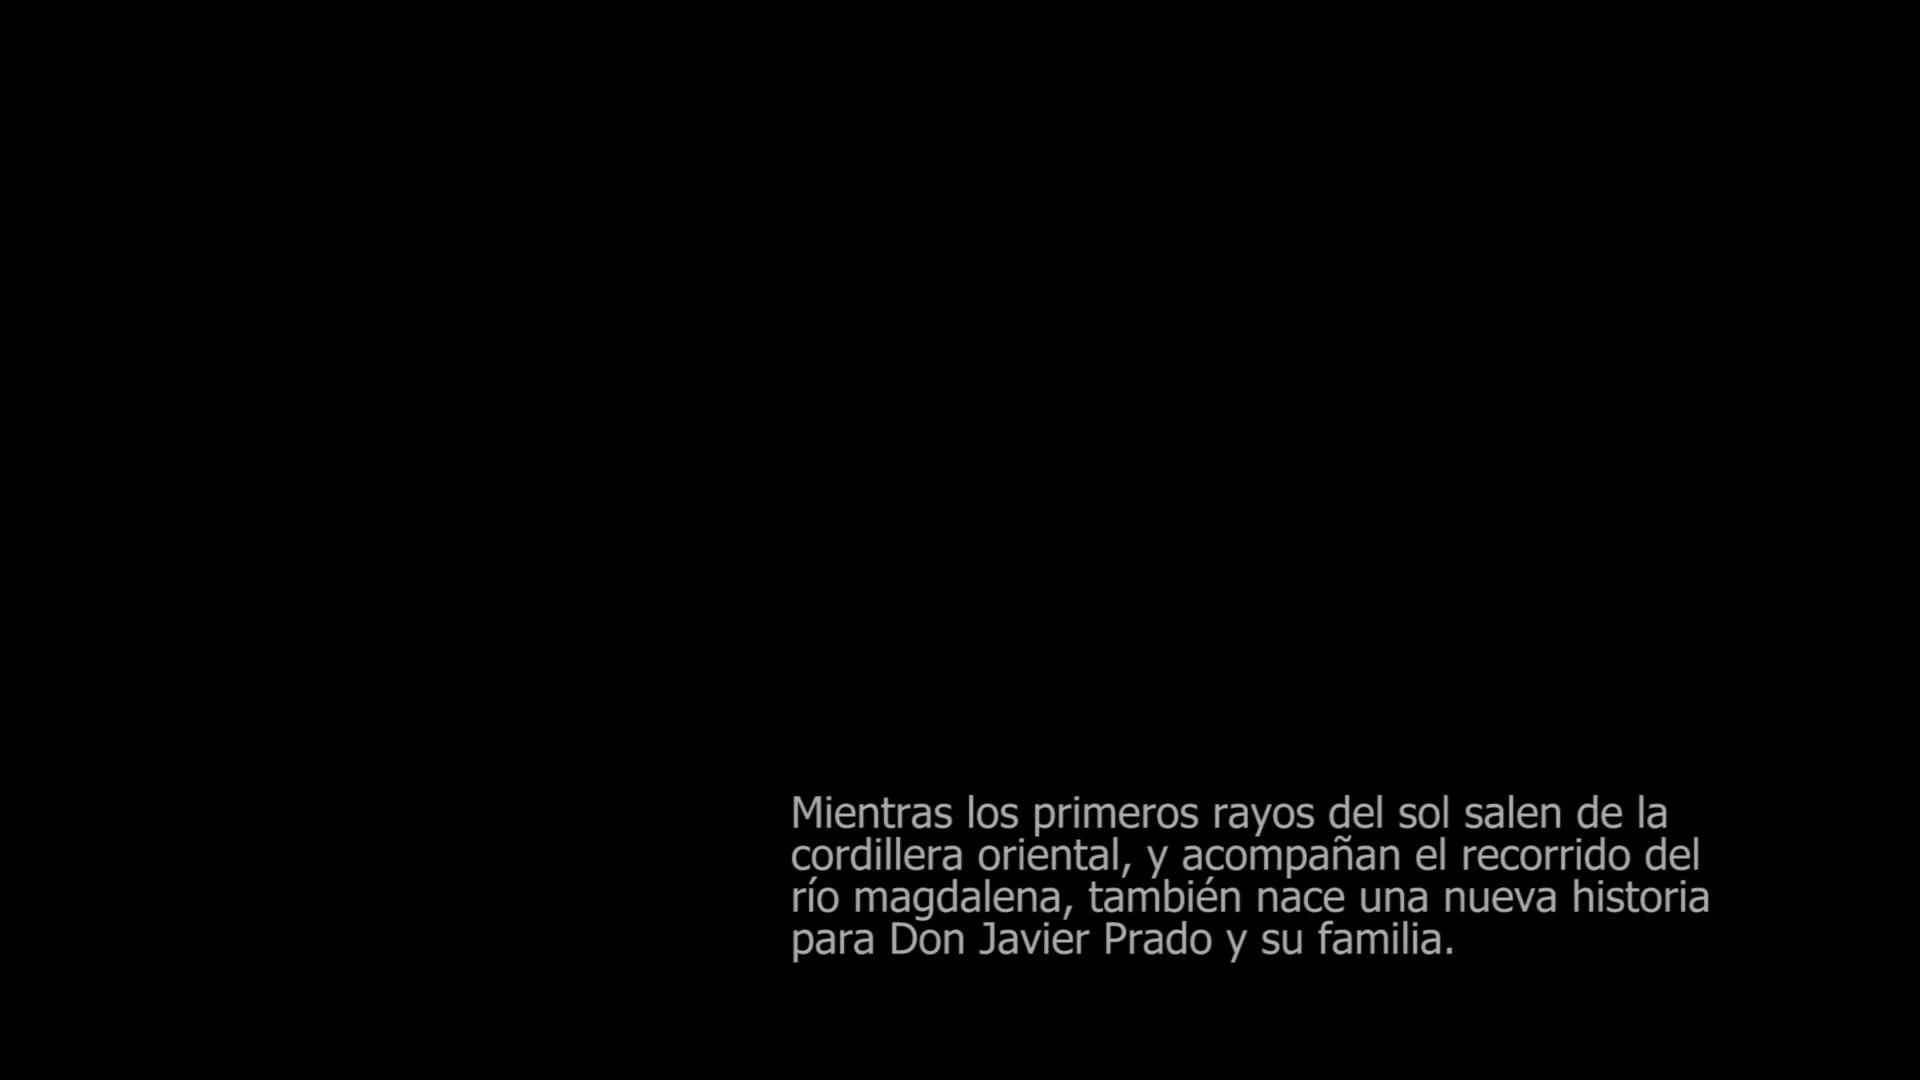 Mientras los primeros rayos del sol salen de la
cordillera oriental, y acompañan el recorrido del
río magdalena, también nace una nueva historia
para Don Javier Prado y su familia.